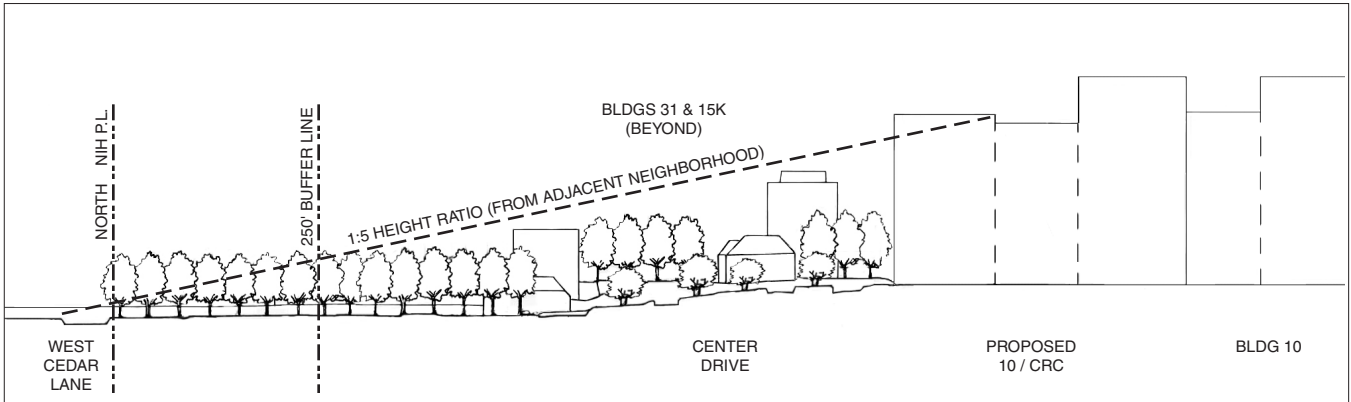 NORTH NIH P.L.
250' BUFFER LINE
BLDGS 31 & 15K
(BEYOND)
1:5 HEIGHT RATIO (FROM ADJACENT NEIGHBORHOOD)
WEST
CEDAR
LANE
CENTER
DRIVE
PROPOSED
10 / CRC
BLDG 10